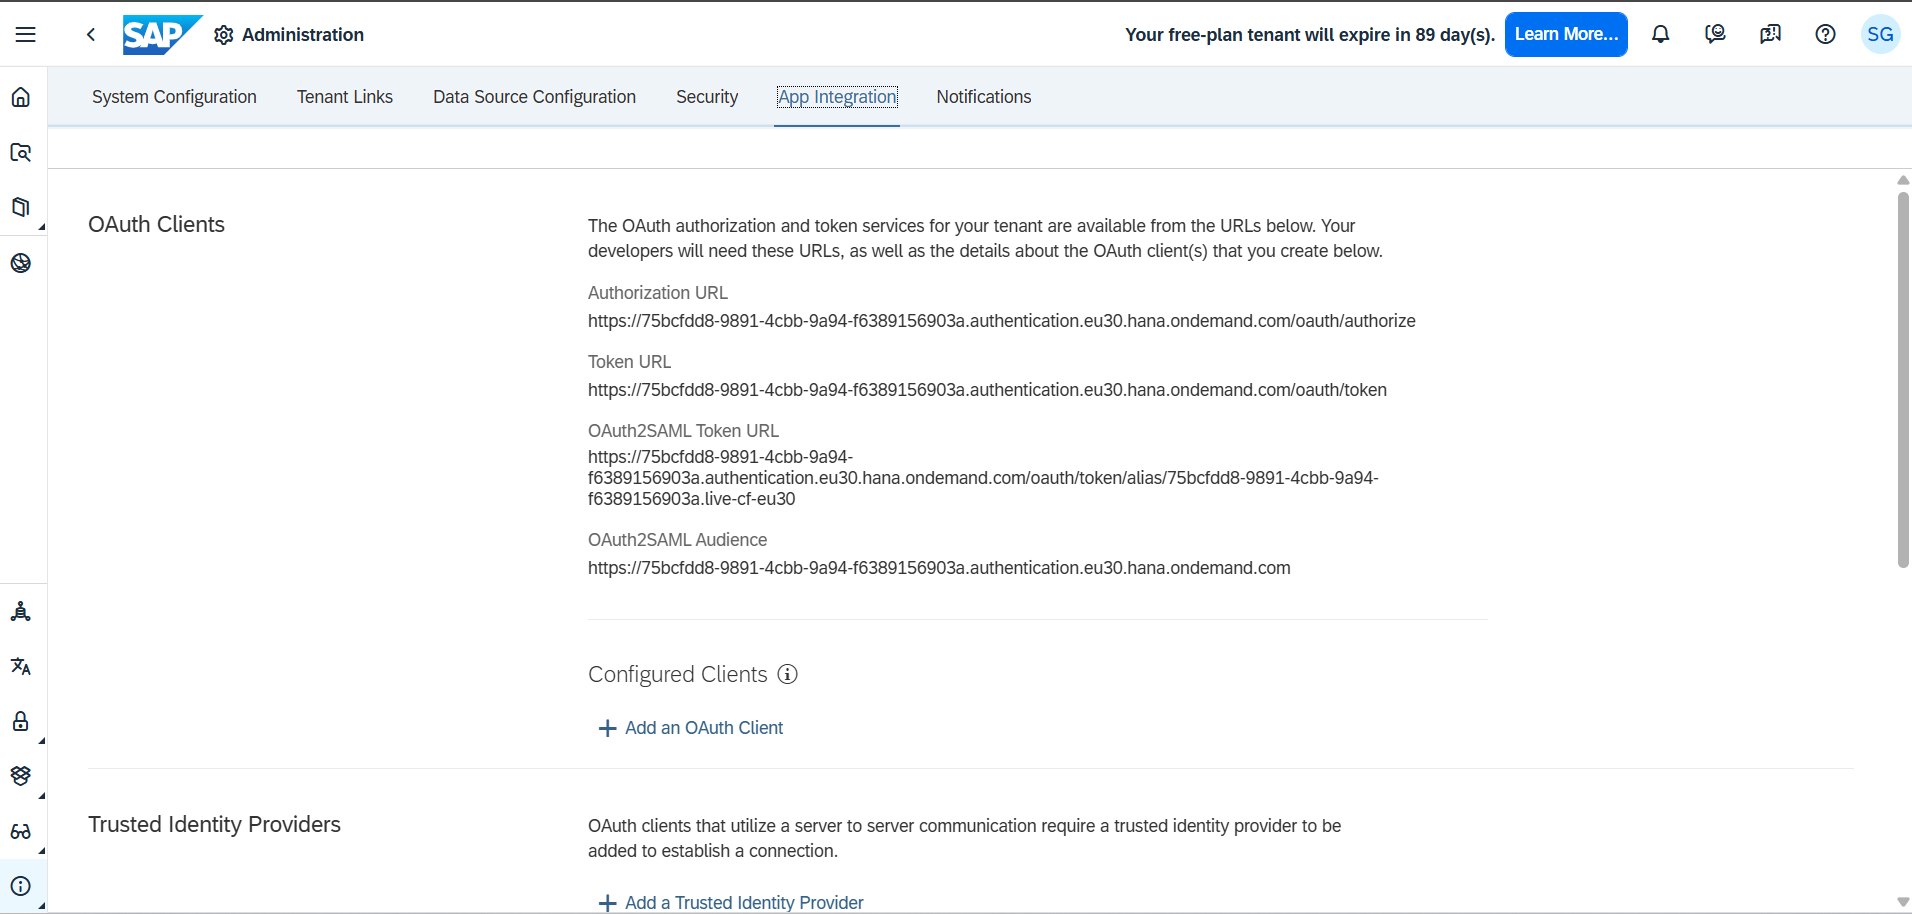 SAP Administration
Your free-plan tenant will expire in 89 day(s). Learn More... SG
System Configuration Tenant Links Data Source Configuration Security App Integration Notifications
OAuth Clients
The OAuth authorization and token services for your tenant are available from the URLs below. Your
developers will need these URLs, as well as the details about the OAuth client(s) that you create below.
Authorization URL
https://75bcfdd8-9891-4cbb-9a94-f6389156903a.authentication.eu30.hana.ondemand.com/oauth/authorize
Token URL
https://75bcfdd8-9891-4cbb-9a94-f6389156903a.authentication.eu30.hana.ondemand.com/oauth/token
OAuth2SAML Token URL
https://75bcfdd8-9891-4cbb-9a94-
f6389156903a.authentication.eu30.hana.ondemand.com/oauth/token/alias/75bcfdd8-9891-4cbb-9a94-
f6389156903a.live-cf-eu30
OAuth2SAML Audience
https://75bcfdd8-9891-4cbb-9a94-f6389156903a.authentication.eu30.hana.ondemand.com
Configured Clients
Add an OAuth Client
Trusted Identity Providers
OAuth clients that utilize a server to server communication require a trusted identity provider to be
added to establish a connection.
Add a Trusted Identity Provider